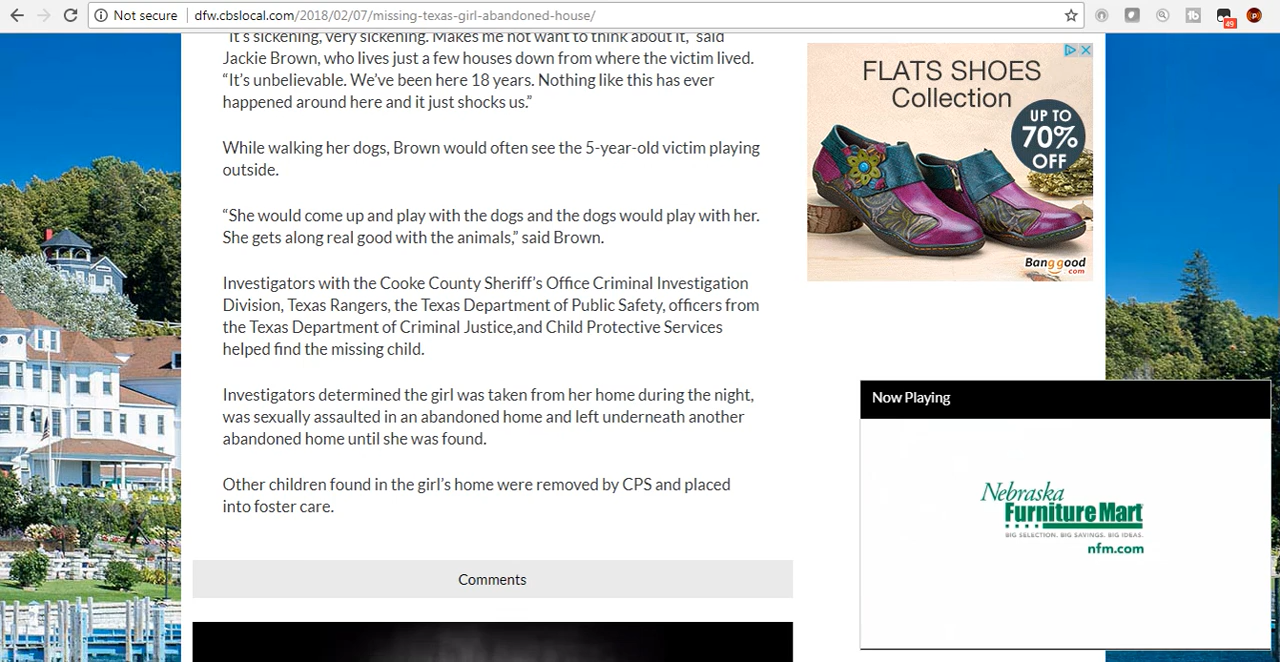 Not secure | dfw.cbslocal.com/2018/02/07/missing-texas-girl-abandoned-house/
49
"It's sickening, very sickening. Makes me not want to think about it," said
Jackie Brown, who lives just a few houses down from where the victim lived.
“It’s unbelievable. We’ve been here 18 years. Nothing like this has ever
happened around here and it just shocks us.”
While walking her dogs, Brown would often see the 5-year-old victim playing
outside.
“She would come up and play with the dogs and the dogs would play with her.
She gets along real good with the animals,” said Brown.
Investigators with the Cooke County Sheriff’s Office Criminal Investigation
Division, Texas Rangers, the Texas Department of Public Safety, officers from
the Texas Department of Criminal Justice,and Child Protective Services
helped find the missing child.
Investigators determined the girl was taken from her home during the night,
was sexually assaulted in an abandoned home and left underneath another
abandoned home until she was found.
Other children found in the girl’s home were removed by CPS and placed
into foster care.
Comments
FLATS SHOES
Collection
UP TO
70%
OFF
Banggood
.com
Now Playing
Nebraska
Furniture Mart
BIG SELECTION. BIG SAVINGS. BIG IDEAS.
nfm.com